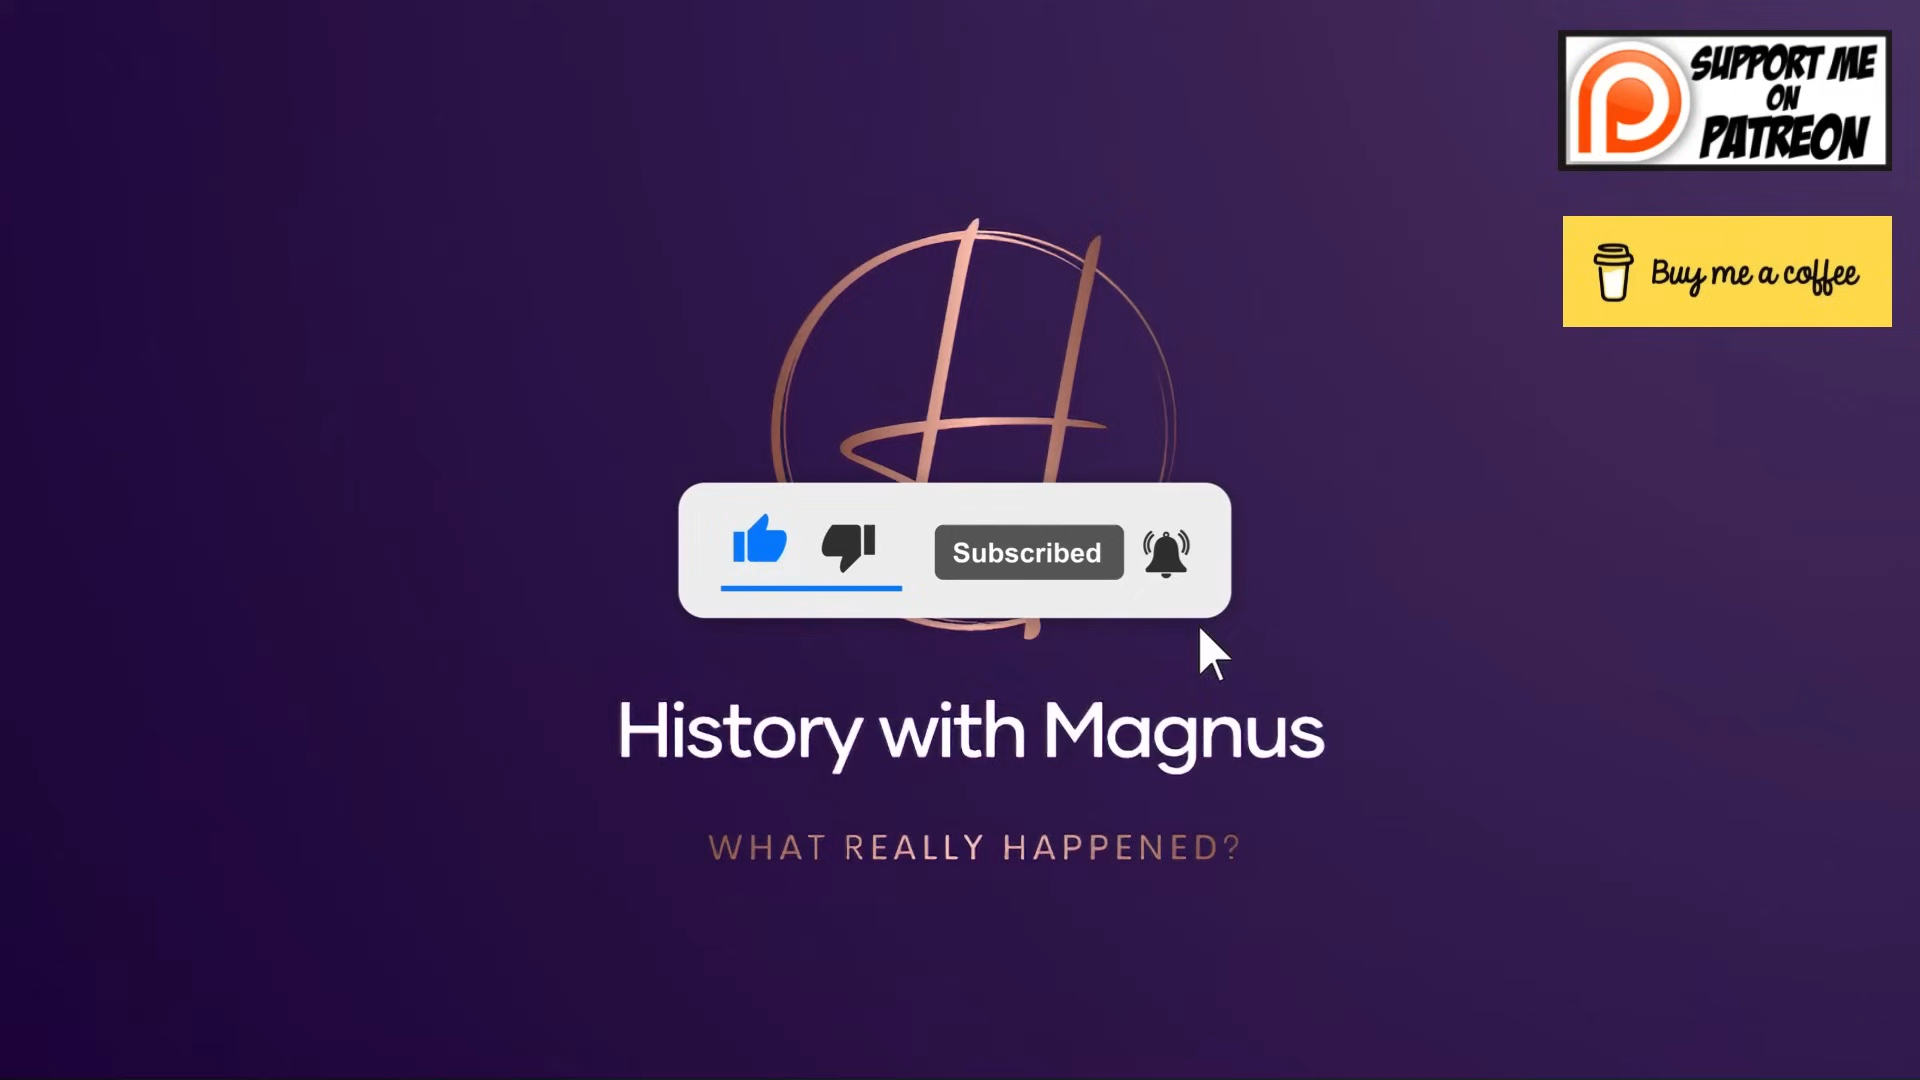 SUPPORT ME
ON
PATREON
Buy me a coffee
Subscribed
History with Magnus
WHAT REALLY HAPPENED?